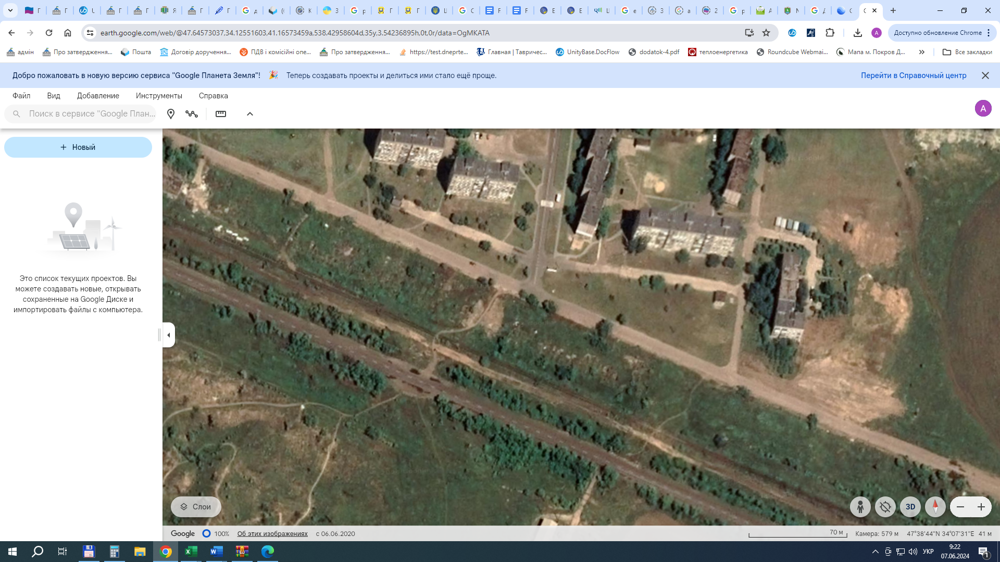 earth.google.com/web/@47.64573037,34.12551603,41.16573459a,538.42958604d,35y,3.54236895h,0t,0r/data=OgMKATA
Доступно обновление Chrome
адмін
Про затвердження...
Пошта
Договір доручення...
ПДВ і комісійні опе...
Про затвердження...
https://test.dneprte...
Главная | Тавричес...
UnityBase.DocFlow
dodatok-4.pdf
теплоенергетика
Roundcube Webmai...
Мапа м. Покров Д...
Все закладки
Добро пожаловать в новую версию сервиса "Google Планета Земля"! Теперь создавать проекты и делиться ими стало ещё проще.
Перейти в Справочный центр
Файл Вид Добавление Инструменты Справка
Поиск в сервисе "Google План...
A
Новый
Это список текущих проектов. Вы
можете создавать новые, открывать
сохраненные на Google Диске и
импортировать файлы с компьютера.
Слои
3D
Google 100% Об этих изображениях с 06.06.2020
70 м
Камера: 579 м 47°38'44"N 34°07'31"E 41 м
УКР
9:22
07.06.2024
1